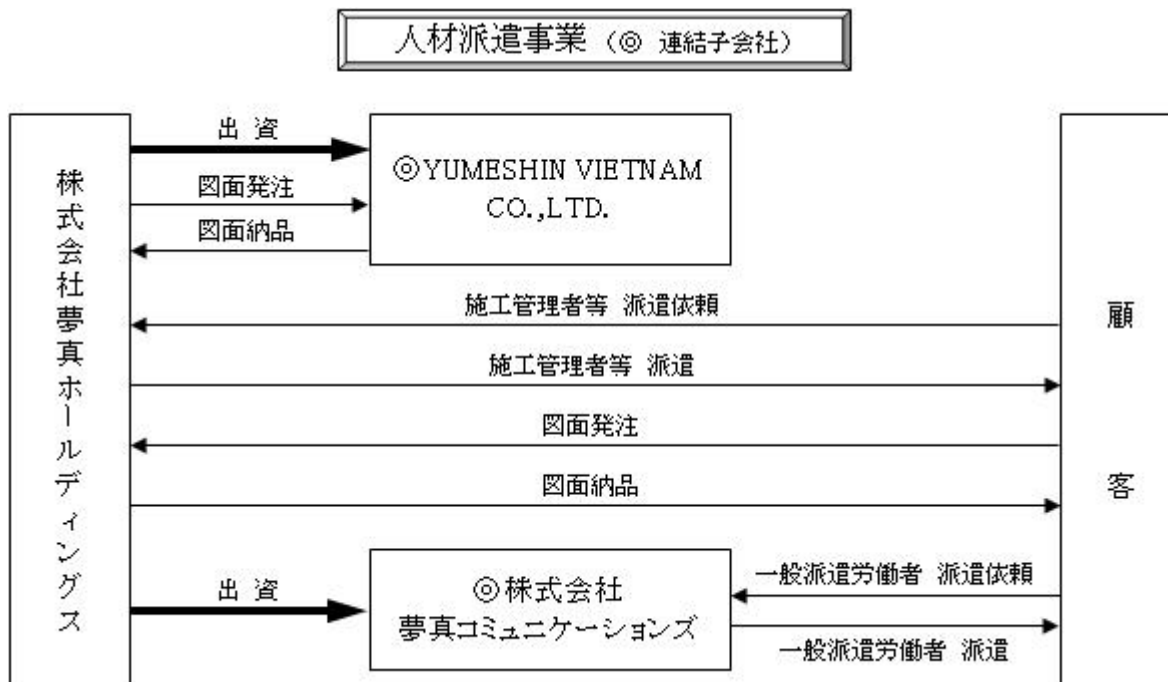 人材派遣事業（◎ 連結子会社）
株式会社夢真ホールディングス
出 資
図面発注
図面納品
◎YUMESHIN VIETNAM
CO.,LTD.
顧客
施工管理者等 派遣依頼
施工管理者等 派遣
図面発注
図面納品
出 資
◎株式会社
夢真コミュニケーションズ
一般派遣労働者 派遣依頼
一般派遣労働者 派遣